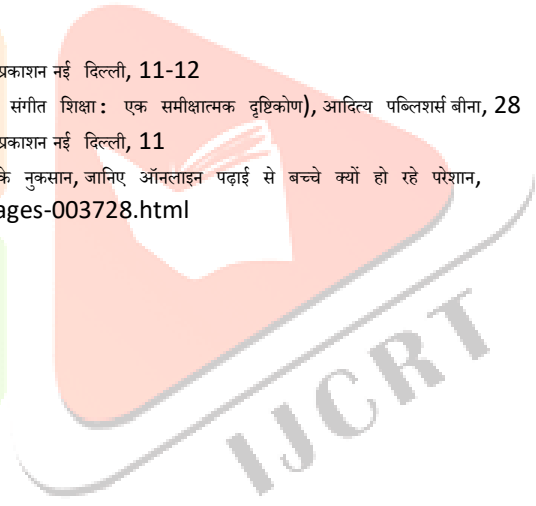 प्रकाशन नई दिल्ली, 11-12
संगीत शिक्षा: एक समीक्षात्मक दृष्टिकोण), आदित्य पब्लिशर्स बीना, 28
प्रकाशन नई दिल्ली, 11
के नुकसान, जानिए ऑनलाइन पढ़ाई से बच्चे क्यों हो रहे परेशान,
ages-003728.html
IJCRT